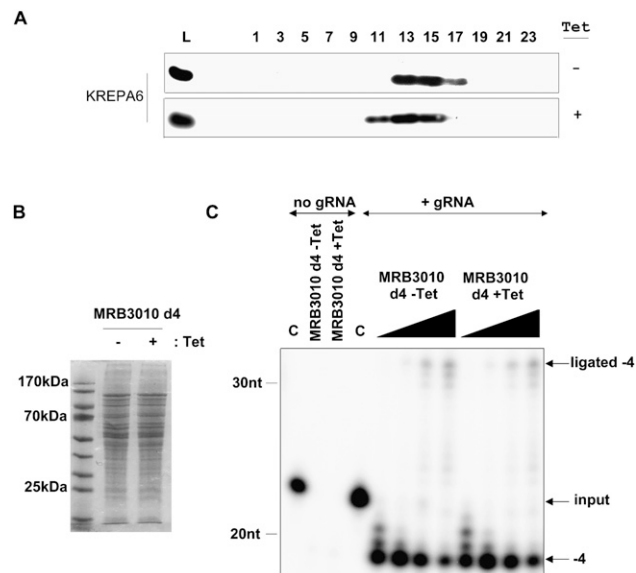 A
L 1 3 5 7 9 11 13 15 17 19 21 23 Tet
KREPA6
-
+
B
MRB3010 d4
- + : Tet
170kDa
70kDa
25kDa
C
no gRNA + gRNA
MRB3010 d4 -Tet
MRB3010 d4 +Tet
MRB3010
d4 -Tet
MRB3010
d4 +Tet
C C
ligated -4
30nt
input
20nt
-4